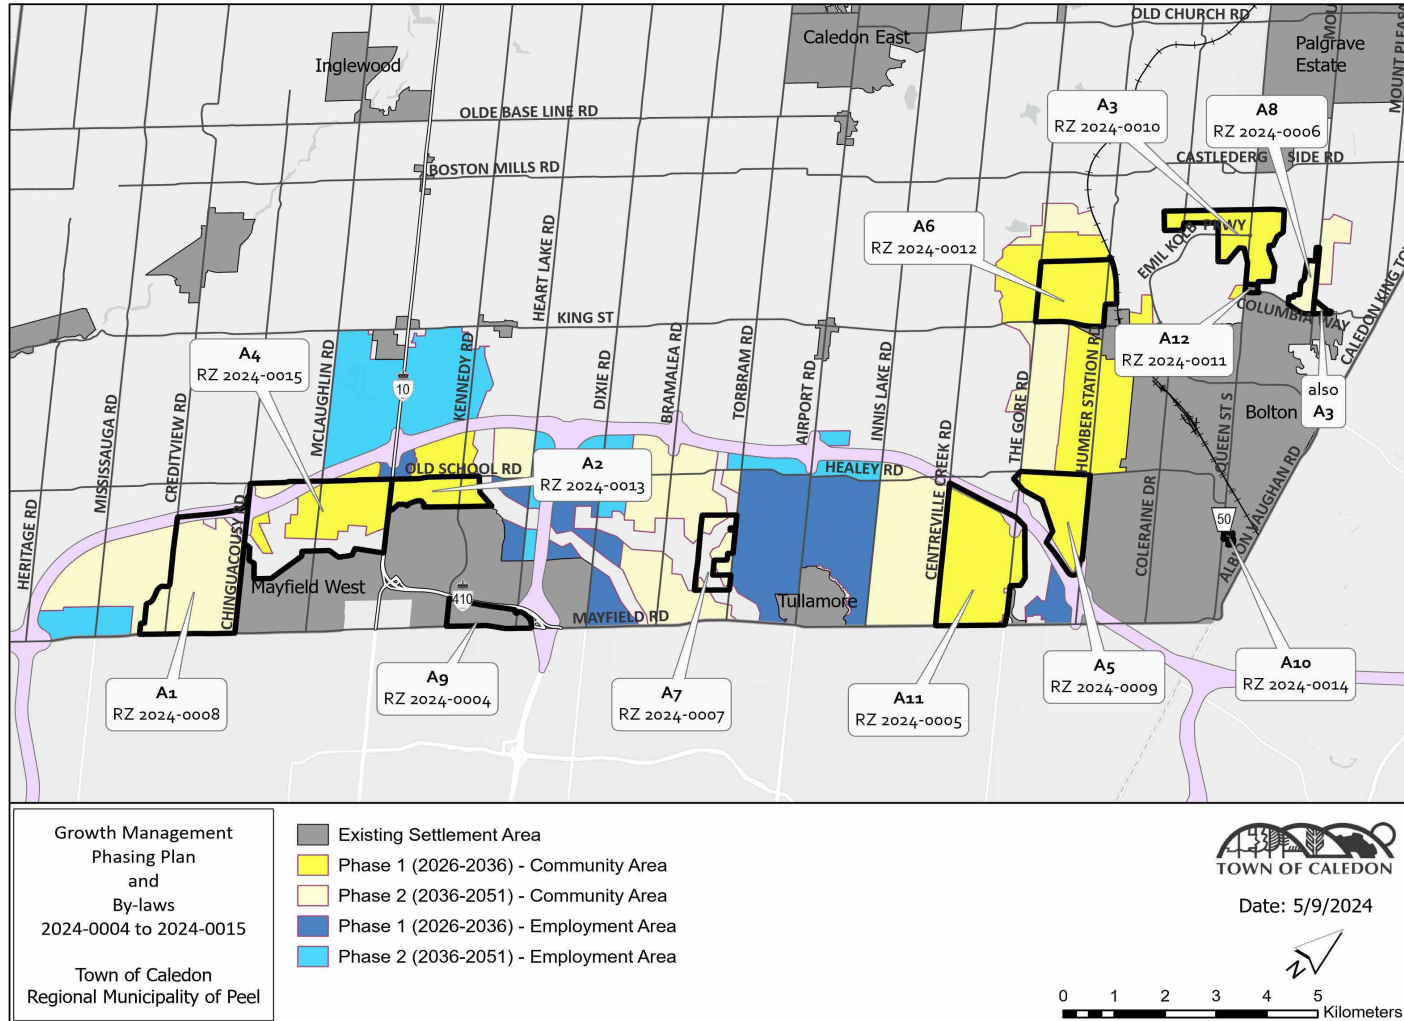 OLD CHURCH RD
MOUNT PLEAS
Caledon East
Palgrave
Estate
Inglewood
OLDE BASE LINE RD
A3
RZ 2024-0010
A8
RZ 2024-0006
BOSTON MILLS RD
CASTLEDERG SIDE RD
A6
RZ 2024-0012
EMIL KOLB PKWY
HEART LAKE RD
KING ST
COLUMBIA WAY
CALEDON KING TO
A4
RZ 2024-0015
A12
RZ 2024-0011
also
A3
10
Bolton
MISSISSAUGA RD
CREDITVIEW RD
MCLAUGHLIN RD
KENNEDY RD
DIXIE RD
BRAMALEA RD
TORBRAM RD
AIRPORT RD
INNIS LAKE RD
CENTREVILLE CREEK RD
THE GORE RD
HUMBER STATION RD
COLERAINE DR
QUEEN ST S
ALBION VAUGHAN RD
HERITAGE RD
CHINGUACOUSY RD
OLD SCHOOL RD
A2
RZ 2024-0013
HEALEY RD
50
Mayfield West
410
Tullamore
MAYFIELD RD
A1
RZ 2024-0008
A9
RZ 2024-0004
A7
RZ 2024-0007
A11
RZ 2024-0005
A5
RZ 2024-0009
A10
RZ 2024-0014
Growth Management
Phasing Plan
and
By-laws
2024-0004 to 2024-0015
Town of Caledon
Regional Municipality of Peel
Existing Settlement Area
Phase 1 (2026-2036) - Community Area
Phase 2 (2036-2051) - Community Area
Phase 1 (2026-2036) - Employment Area
Phase 2 (2036-2051) - Employment Area
TOWN OF CALEDON
Date: 5/9/2024
N
0 1 2 3 4 5
Kilometers